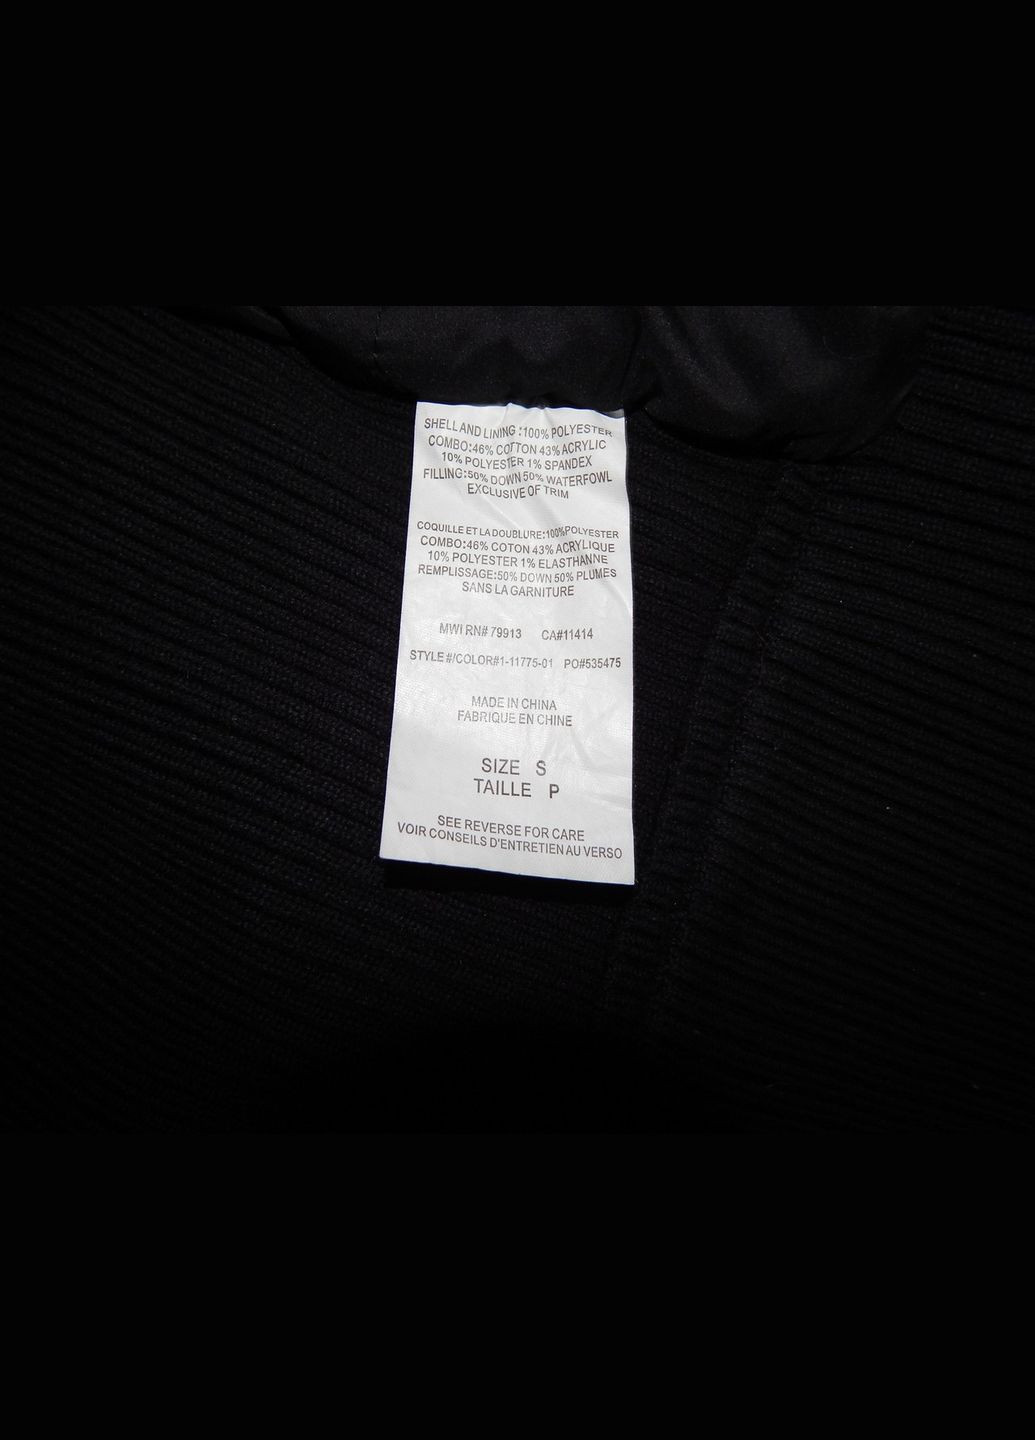 SHELL AND LINING :100% POLYESTER
COMBO:46% COTTON 43% ACRYLIC
10% POLYESTER 1% SPANDEX
FILLING:50% DOWN 50% WATERFOWL
EXCLUSIVE OF TRIM
COQUILLE ET LA DOUBLURE:100%POLYESTER
COMBO:46% COTON 43% ACRYLIQUE
10% POLYESTER 1% ELASTHANNE
REMPLISSAGE:50% DOWN 50% PLUMES
SANS LA GARNITURE
MWI RN# 79913 CA#11414
STYLE #/COLOR#1-11775-01 PO#535475
MADE IN CHINA
FABRIQUE EN CHINE
SIZE S
TAILLE P
SEE REVERSE FOR CARE
VOIR CONSEILS D'ENTRETIEN AU VERSO